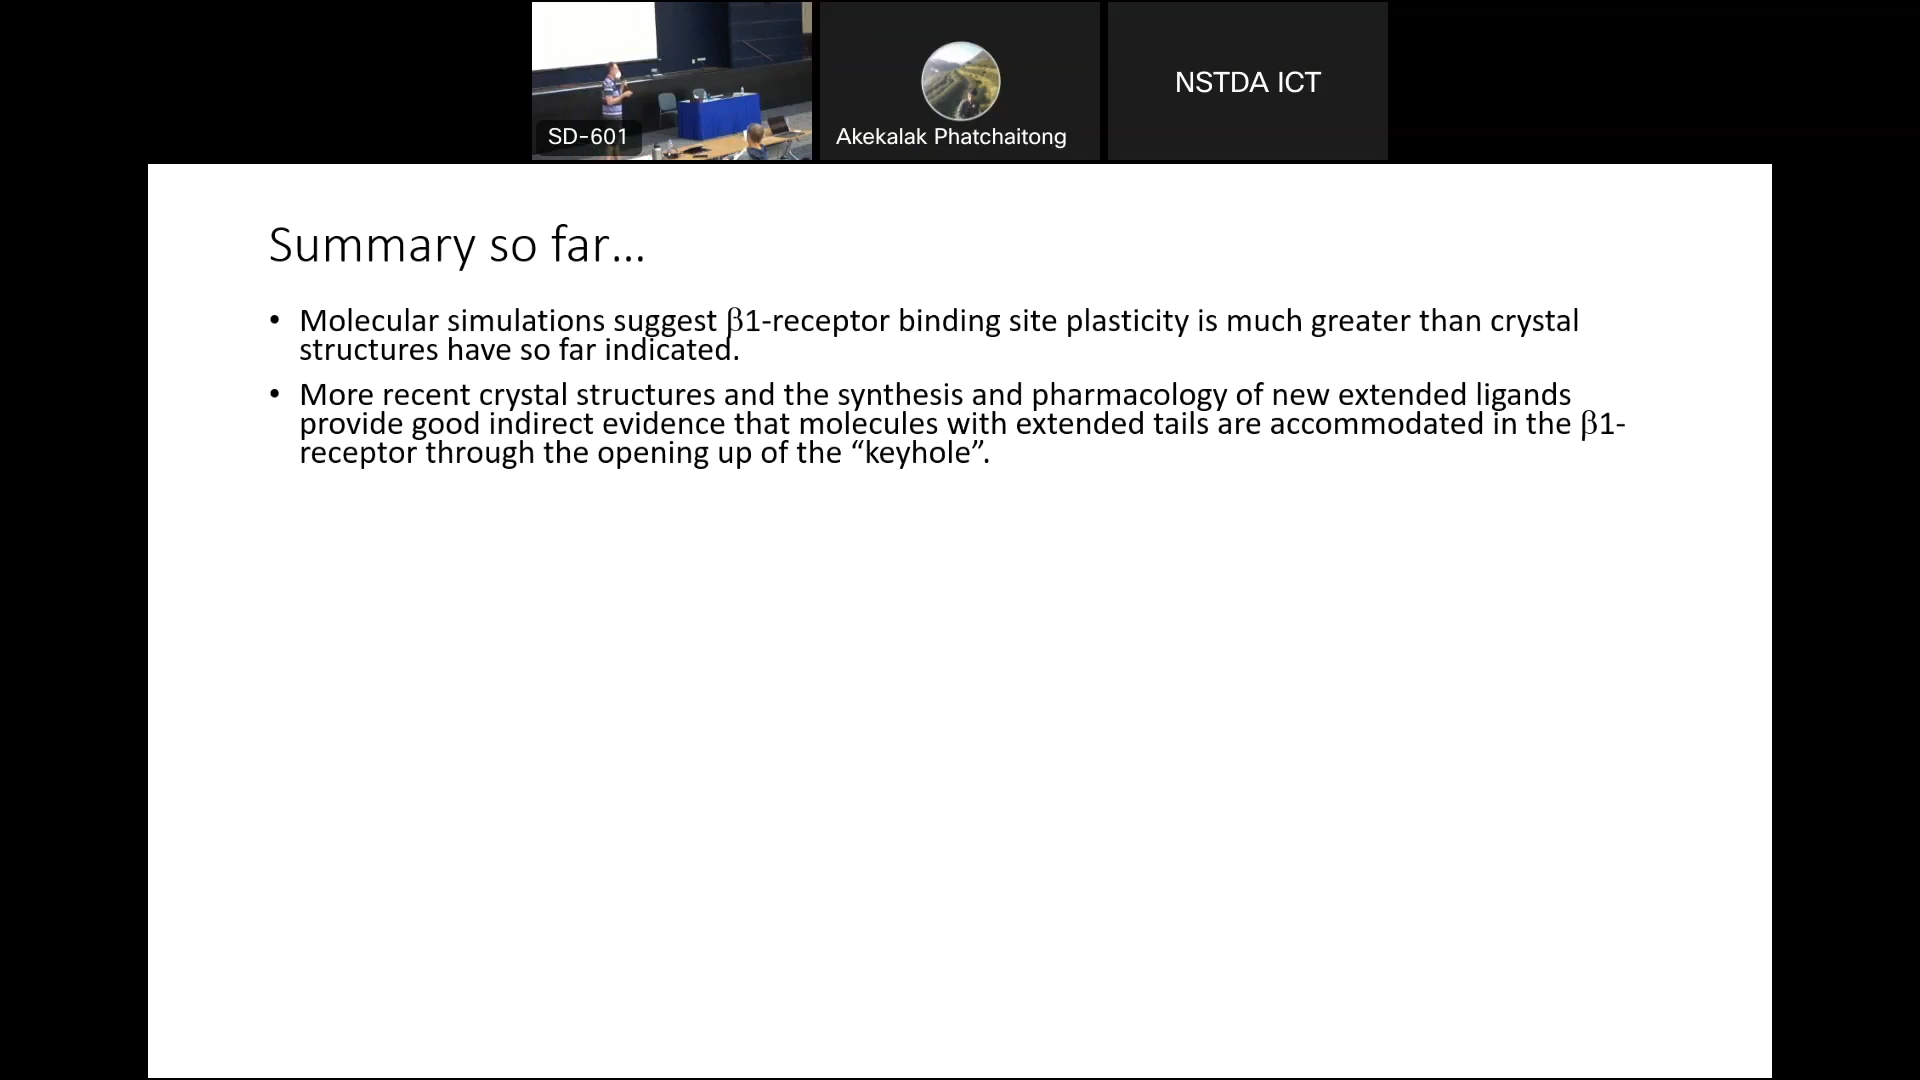 SD-601
Akekalak Phatchaitong
NSTDA ICT
Summary so far...
• Molecular simulations suggest β1-receptor binding site plasticity is much greater than crystal
structures have so far indicated.
• More recent crystal structures and the synthesis and pharmacology of new extended ligands
provide good indirect evidence that molecules with extended tails are accommodated in the β1-
receptor through the opening up of the “keyhole”.